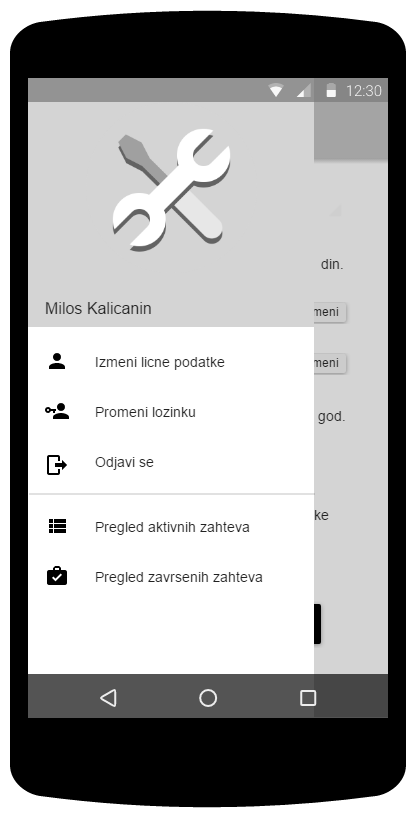 12:30
Milos Kalicanin
Izmeni licne podatke
Promeni lozinku
Odjavi se
Pregled aktivnih zahteva
Pregled zavrsenih zahteva
din.
meni
meni
god.
ke